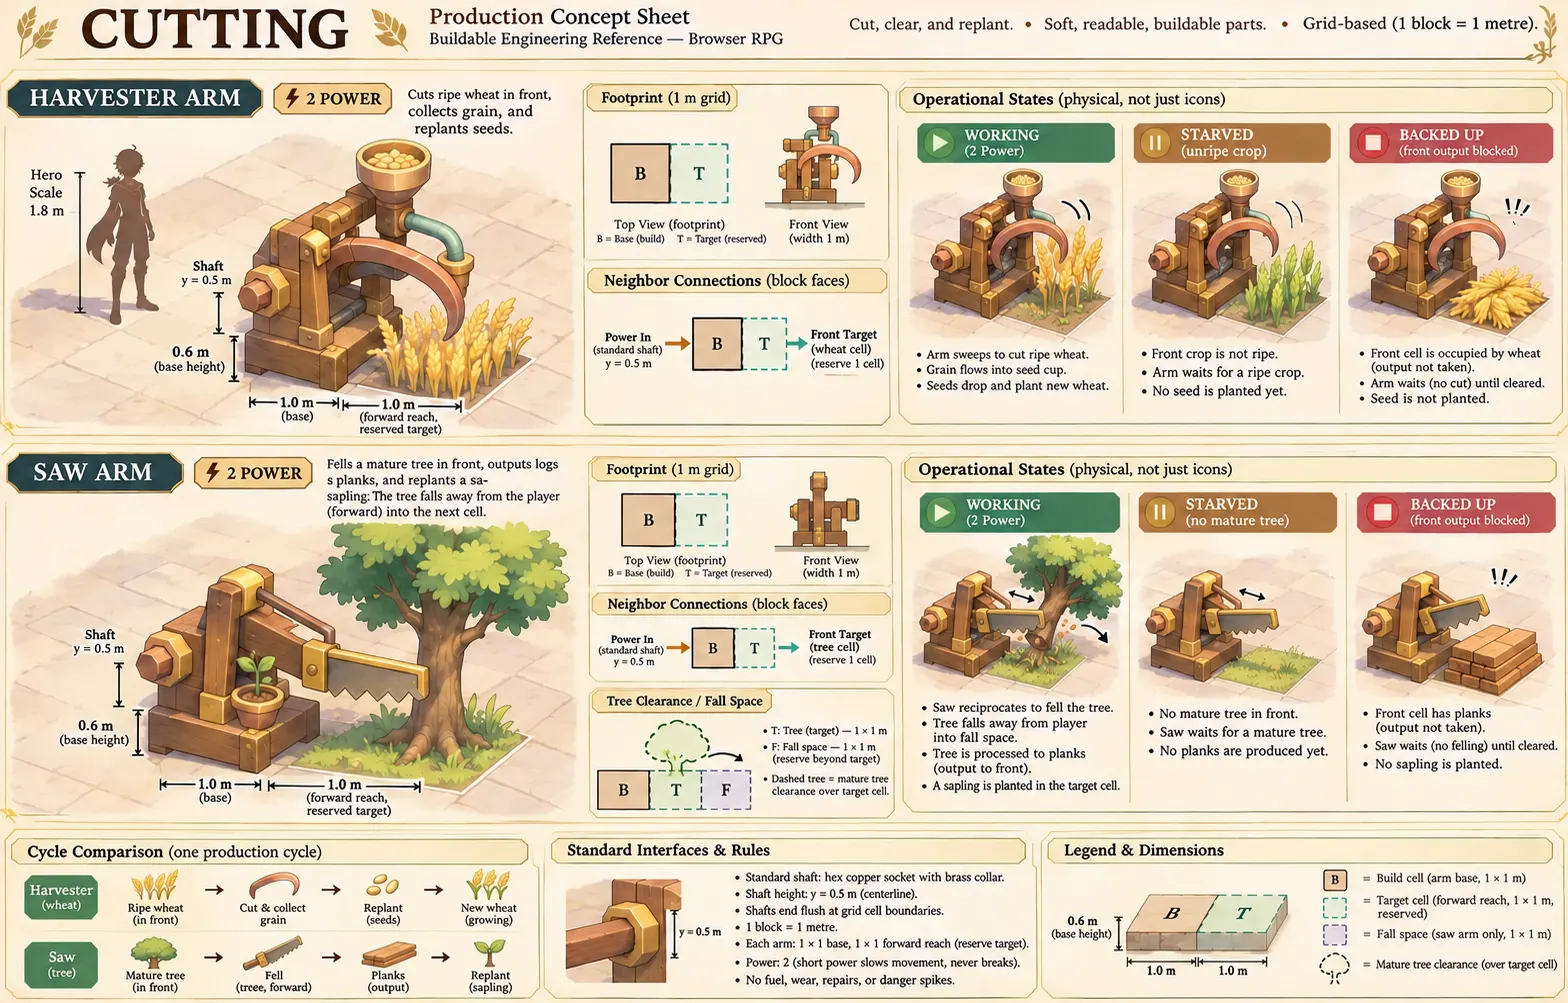 CUTTING
Production Concept Sheet
Buildable Engineering Reference — Browser RPG
Cut, clear, and replant. • Soft, readable, buildable parts. • Grid-based (1 block = 1 metre).
HARVESTER ARM
2 POWER
Cuts ripe wheat in front,
collects grain, and
replants seeds.
Hero
Scale
1.8 m
Shaft
y = 0.5 m
0.6 m
(base height)
1.0 m
(base)
1.0 m
(forward reach,
reserved target)
Footprint (1 m grid)
B
T
Top View (footprint)
B = Base (build) T = Target (reserved)
Front View
(width 1 m)
Neighbor Connections (block faces)
Power In
(standard shaft)
y = 0.5 m
B
T
Front Target
(wheat cell)
(reserve 1 cell)
Operational States (physical, not just icons)
WORKING
(2 Power)
• Arm sweeps to cut ripe wheat.
• Grain flows into seed cup.
• Seeds drop and plant new wheat.
STARVED
(unripe crop)
• Front crop is not ripe.
• Arm waits for a ripe crop.
• No seed is planted yet.
BACKED UP
(front output blocked)
!!!
• Front cell is occupied by wheat
(output not taken).
• Arm waits (no cut) until cleared.
• Seed is not planted.
SAW ARM
2 POWER
Fells a mature tree in front, outputs logs
s planks, and replants a sa-
sapling: The tree falls away from the player
(forward) into the next cell.
Shaft
y = 0.5 m
0.6 m
(base height)
1.0 m
(base)
1.0 m
(forward reach,
reserved target)
Footprint (1 m grid)
B
T
Top View (footprint)
B = Base (build) T = Target (reserved)
Front View
(width 1 m)
Neighbor Connections (block faces)
Power In
(standard shaft)
y = 0.5 m
B
T
Front Target
(tree cell)
(reserve 1 cell)
Tree Clearance / Fall Space
B
T
F
• T: Tree (target) — 1 × 1 m
• F: Fall space — 1 × 1 m
(reserve beyond target)
• Dashed tree = mature tree
clearance over target cell.
Operational States (physical, not just icons)
WORKING
(2 Power)
• Saw reciprocates to fell the tree.
• Tree falls away from player
into fall space.
• Tree is processed to planks
(output to front).
• A sapling is planted in the target cell.
STARVED
(no mature tree)
• No mature tree in front.
• Saw waits for a mature tree.
• No planks are produced yet.
BACKED UP
(front output blocked)
!!!
• Front cell has planks
(output not taken).
• Saw waits (no felling) until cleared.
• No sapling is planted.
Cycle Comparison (one production cycle)
Harvester
(wheat)
Ripe wheat
(in front)
Cut & collect
grain
Replant
(seeds)
New wheat
(growing)
Saw
(tree)
Mature tree
(in front)
Fell
(treee, forward)
Planks
(output)
Replant
(sapling)
Standard Interfaces & Rules
y = 0.5 m
• Standard shaft: hex copper socket with brass collar.
• Shaft height: y = 0.5 m (centerline).
• Shafts end flush at grid cell boundaries.
• 1 block = 1 metre.
• Each arm: 1 × 1 base, 1 × 1 forward reach (reserve target).
• Power: 2 (short power slows movement, never breaks).
• No fuel, wear, repairs, or danger spikes.
Legend & Dimensions
0.6 m
(base height)
B
T
1.0 m
1.0 m
B = Build cell (arm base, 1 × 1 m)
= Target cell (forward reach, 1 × 1 m,
reserved)
= Fall space (saw arm only, 1 × 1 m)
= Mature tree clearance (over target cell)